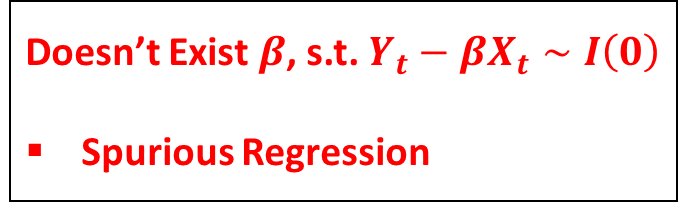 Doesn't Exist β, s.t. Yₜ − βXₜ ~ I(0)
▪ Spurious Regression